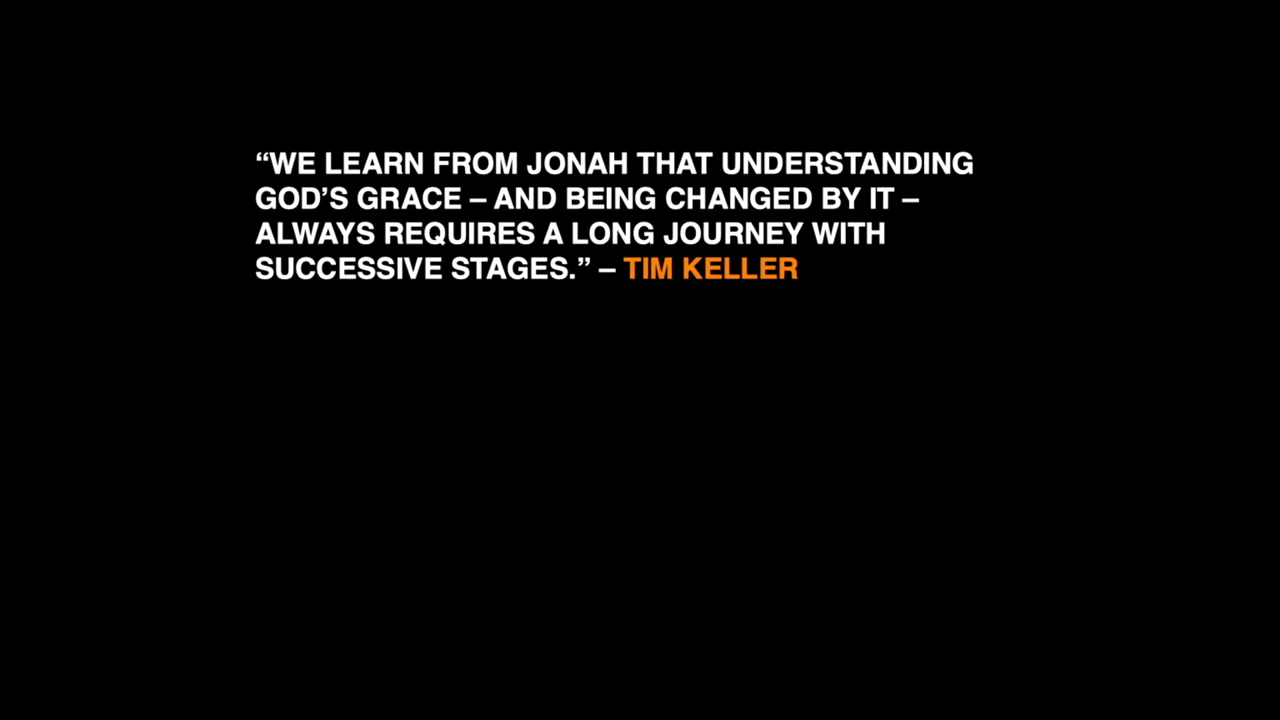 “WE LEARN FROM JONAH THAT UNDERSTANDING
GOD’S GRACE – AND BEING CHANGED BY IT –
ALWAYS REQUIRES A LONG JOURNEY WITH
SUCCESSIVE STAGES.” – TIM KELLER